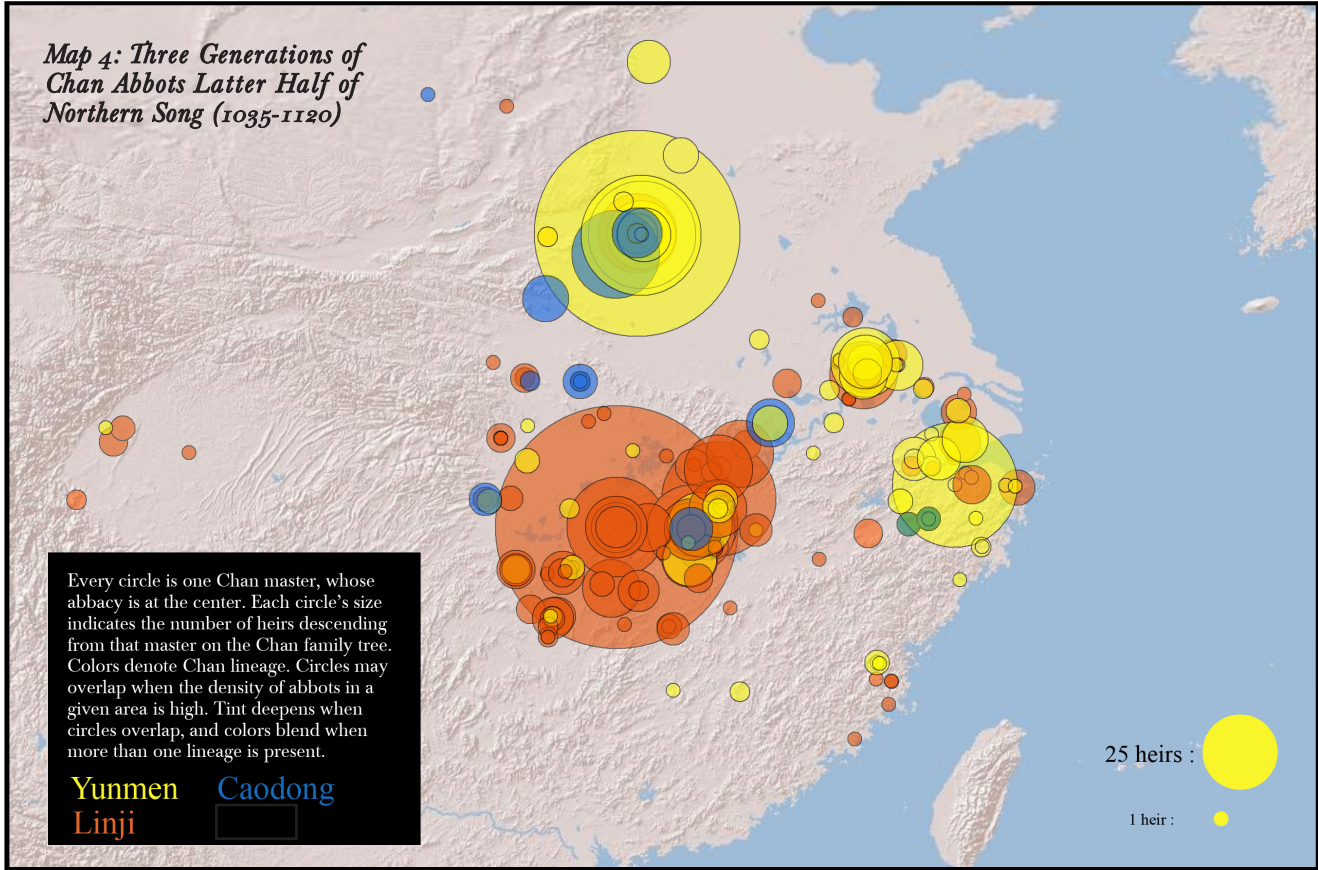 Map 4: Three Generations of
Chan Abbots Latter Half of
Northern Song (1035-1120)
Every circle is one Chan master, whose
abbacy is at the center. Each circle’s size
indicates the number of heirs descending
from that master on the Chan family tree.
Colors denote Chan lineage. Circles may
overlap when the density of abbots in a
given area is high. Tint deepens when
circles overlap, and colors blend when
more than one lineage is present.
Yunmen Caodong
Linji
25 heirs :
1 heir :